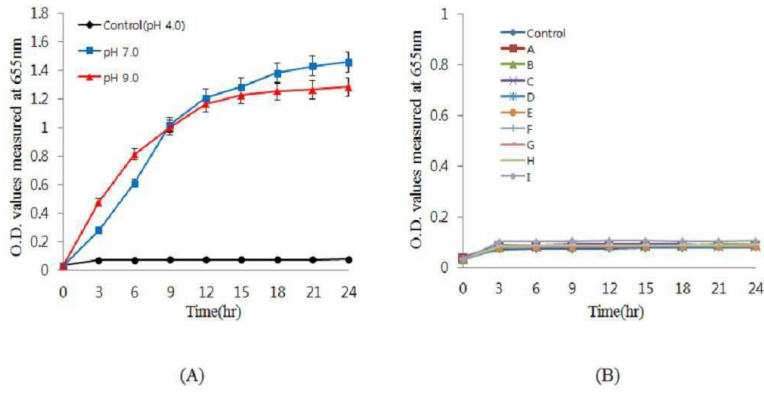 O.D. values measured at 655nm
1.8
1.6
1.4
1.2
1
0.8
0.6
0.4
0.2
0
Control(pH 4.0)
pH 7.0
pH 9.0
0 3 6 9 12 15 18 21 24
Time(hr)
(A)
O.D. values measured at 655nm
1
0.8
0.6
0.4
0.2
0
Control
A
B
C
D
E
F
G
H
I
0 3 6 9 12 15 18 21 24
Time(hr)
(B)